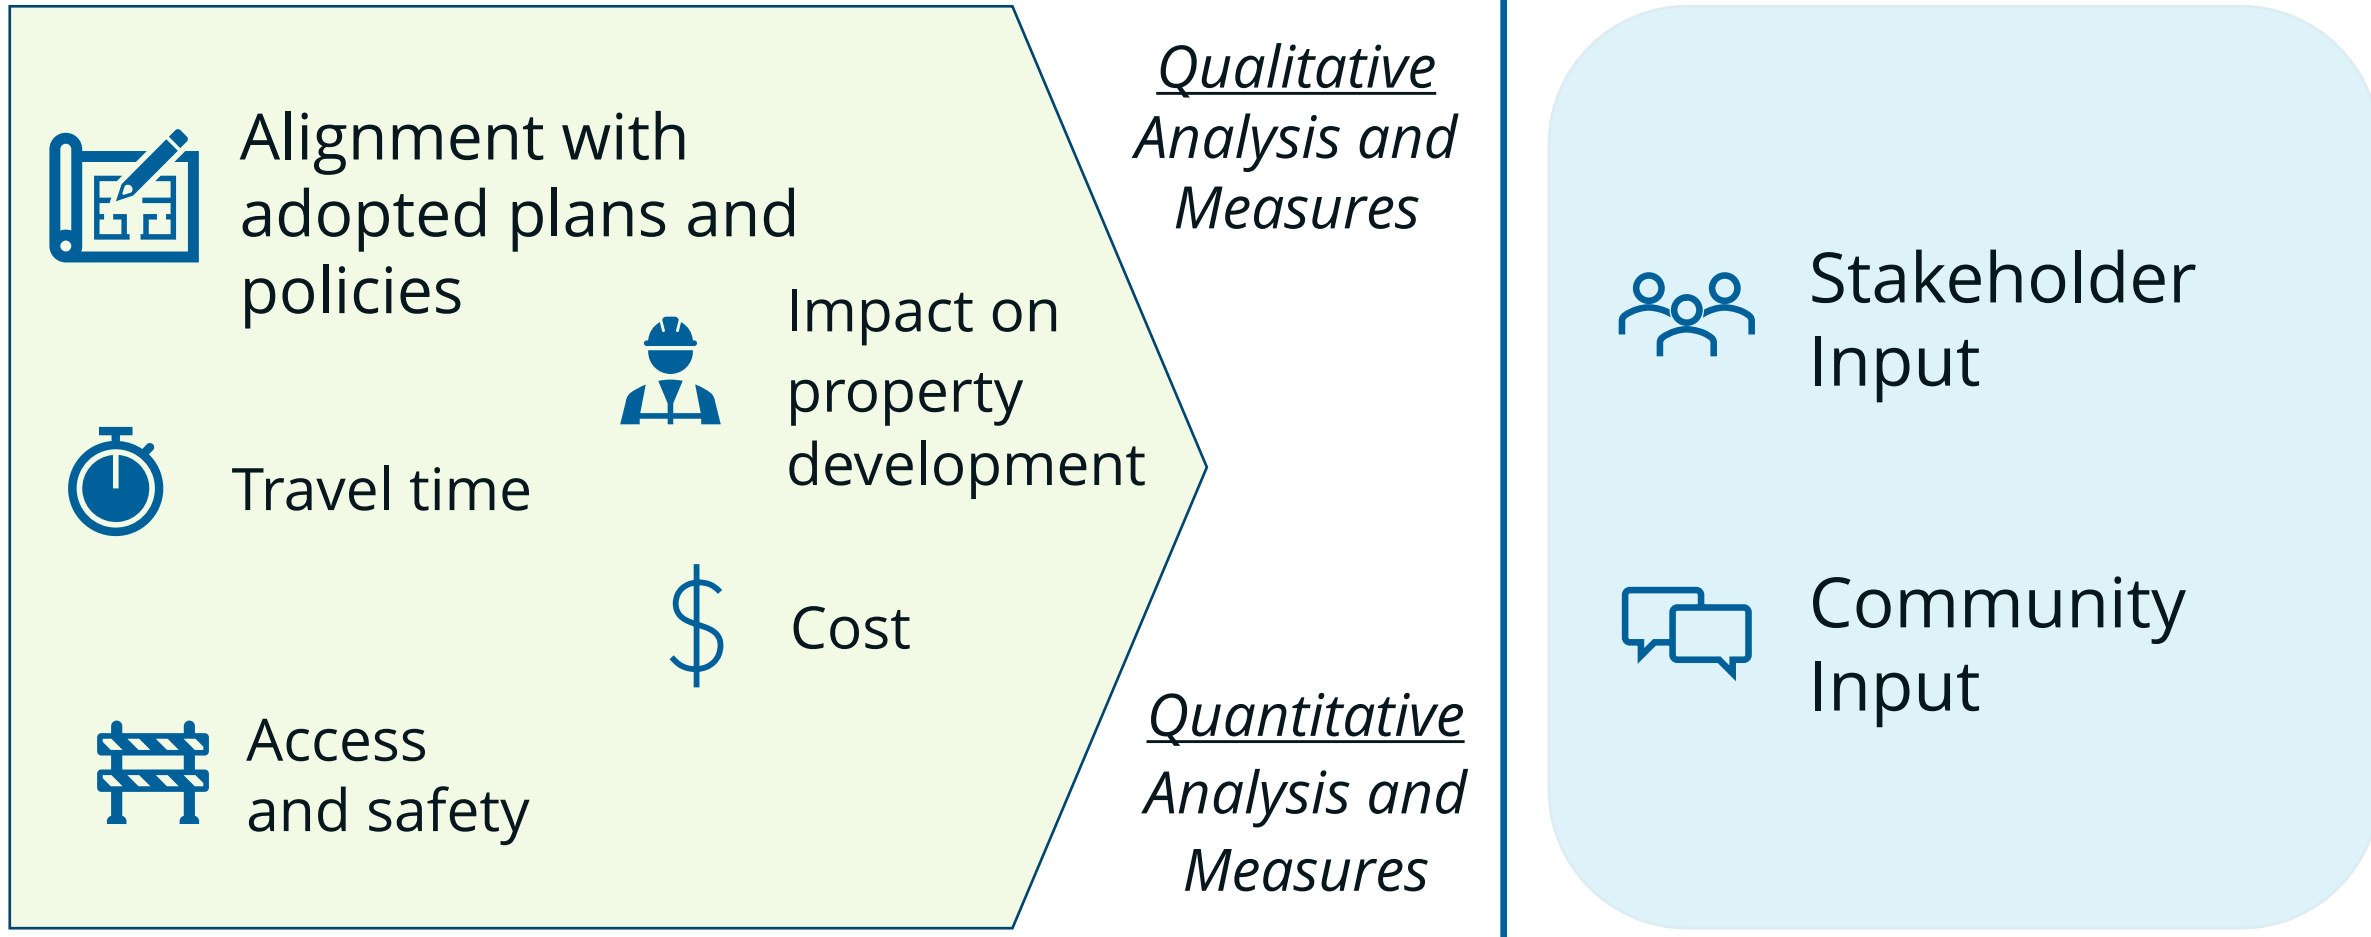 Alignment with
adopted plans and
policies
Impact on
property
development
Travel time
Cost
Access
and safety
Qualitative
Analysis and
Measures
Quantitative
Analysis and
Measures
Stakeholder
Input
Community
Input